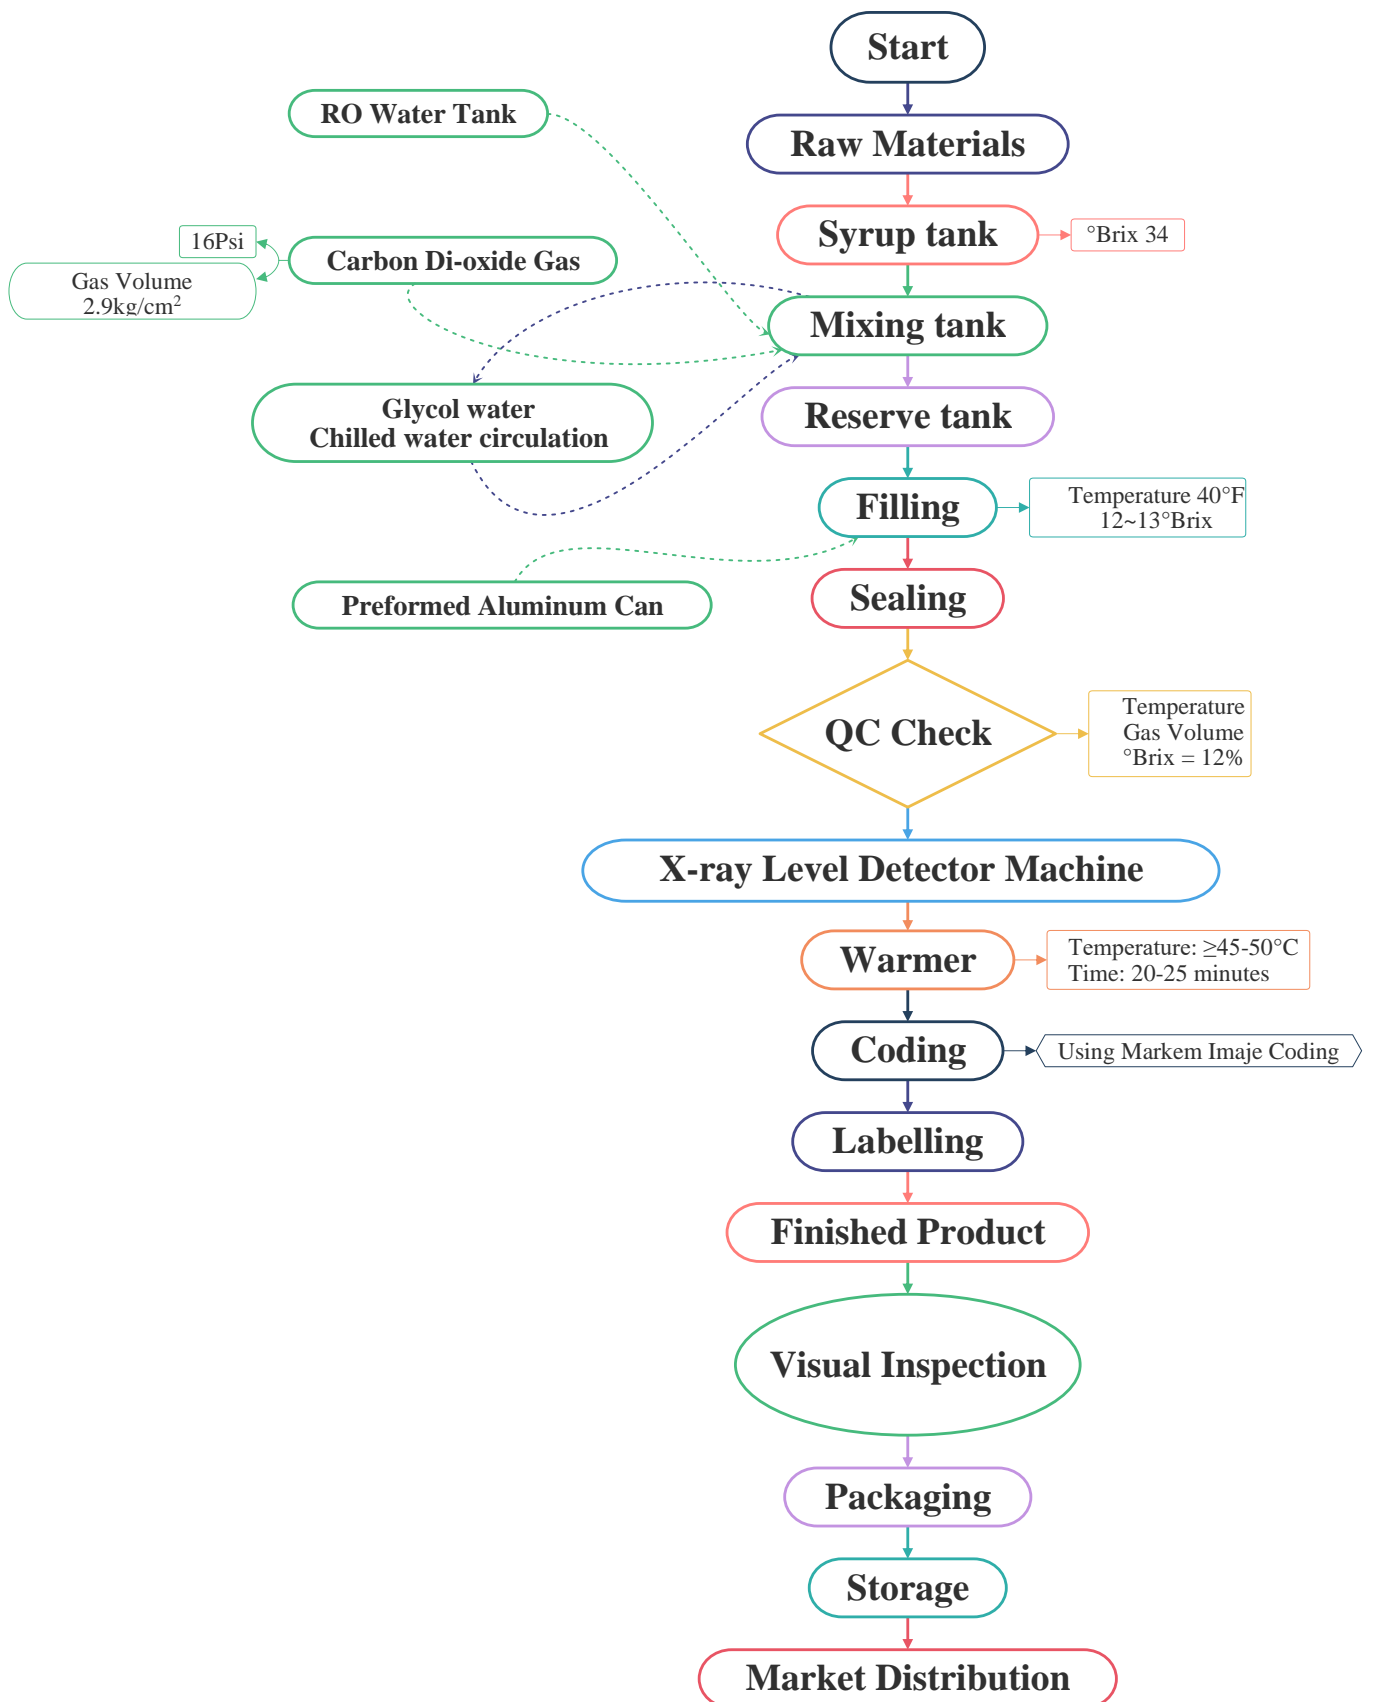 Start
RO Water Tank
Raw Materials
Syrup tank
°Brix 34
16Psi
Carbon Di-oxide Gas
Gas Volume
2.9kg/cm²
Mixing tank
Glycol water
Chilled water circulation
Reserve tank
Filling
Temperature 40°F
12~13°Brix
Preformed Aluminum Can
Sealing
QC Check
Temperature
Gas Volume
°Brix = 12%
X-ray Level Detector Machine
Warmer
Temperature: ≥45-50°C
Time: 20-25 minutes
Coding
Using Markem Imaje Coding
Labelling
Finished Product
Visual Inspection
Packaging
Storage
Market Distribution